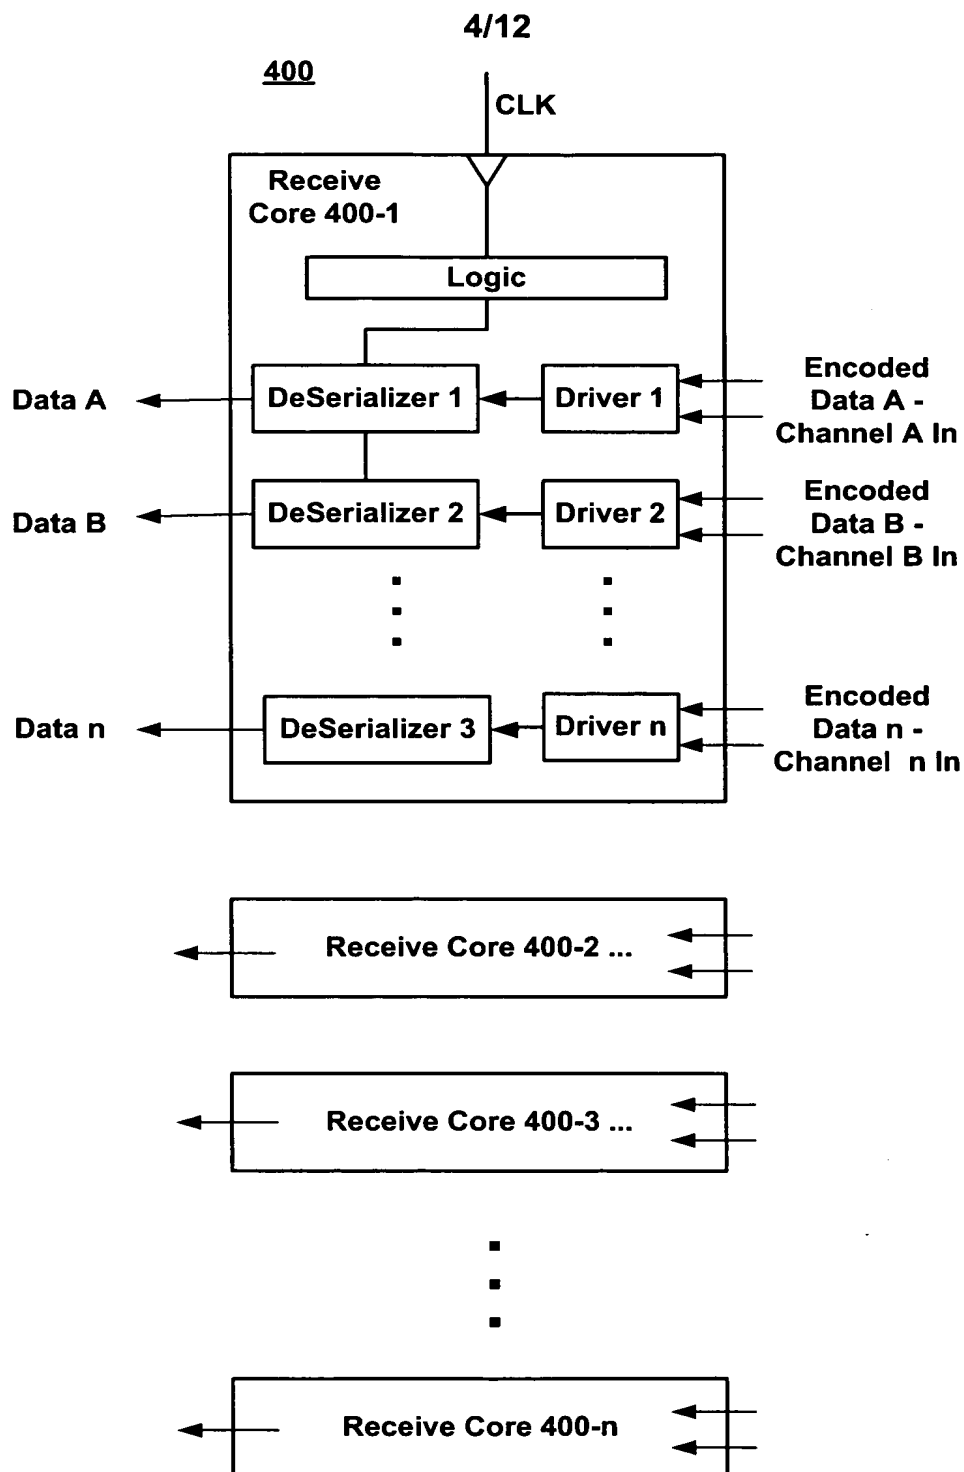 4/12
400
CLK
Receive
Core 400-1
Logic
Data A
DeSerializer 1
Driver 1
Encoded
Data A -
Channel A In
Data B
DeSerializer 2
Driver 2
Encoded
Data B -
Channel B In
Data n
DeSerializer 3
Driver n
Encoded
Data n -
Channel n In
Receive Core 400-2 ...
Receive Core 400-3 ...
Receive Core 400-n